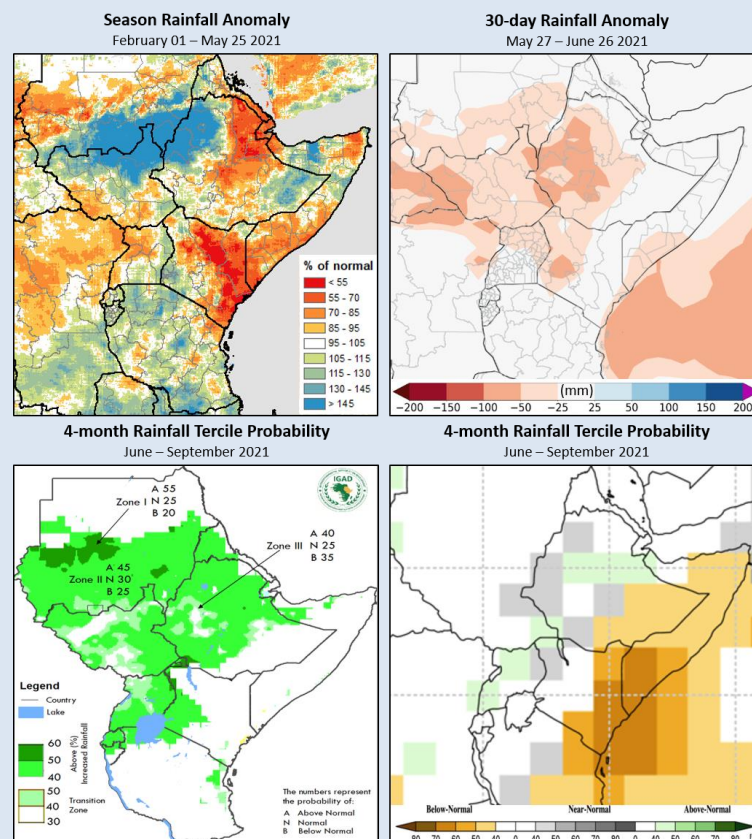 Season Rainfall Anomaly
February 01 – May 25 2021
% of normal
< 55
55 - 70
70 - 85
85 - 95
95 - 105
105 - 115
115 - 130
130 - 145
> 145
30-day Rainfall Anomaly
May 27 – June 26 2021
(mm)
−200 −150 −100 −50 −25 25 50 100 150 200
4-month Rainfall Tercile Probability
June – September 2021
IGAD
A 55
Zone I N 25
B 20
A 40
Zone III N 25
B 35
A 45
Zone II N 30
B 25
Legend
Country
Lake
60
50
40
Above (%)
Increased Rainfall
40
30
Transition
Zone
The numbers represent
the probability of:
A Above Normal
N Normal
B Below Normal
4-month Rainfall Tercile Probability
June – September 2021
Below-Normal Near-Normal Above-Normal